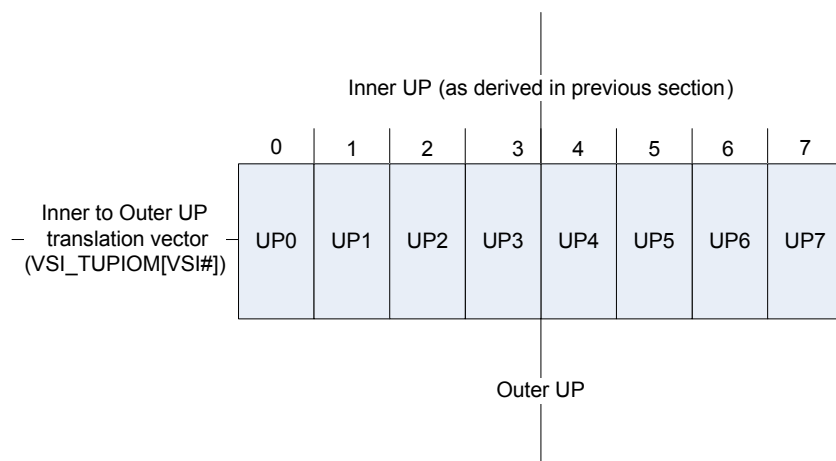 Inner UP (as derived in previous section)
0 1 2 3 4 5 6 7
Inner to Outer UP
translation vector
(VSI_TUPIOM[VSI#])
UP0 UP1 UP2 UP3 UP4 UP5 UP6 UP7
Outer UP